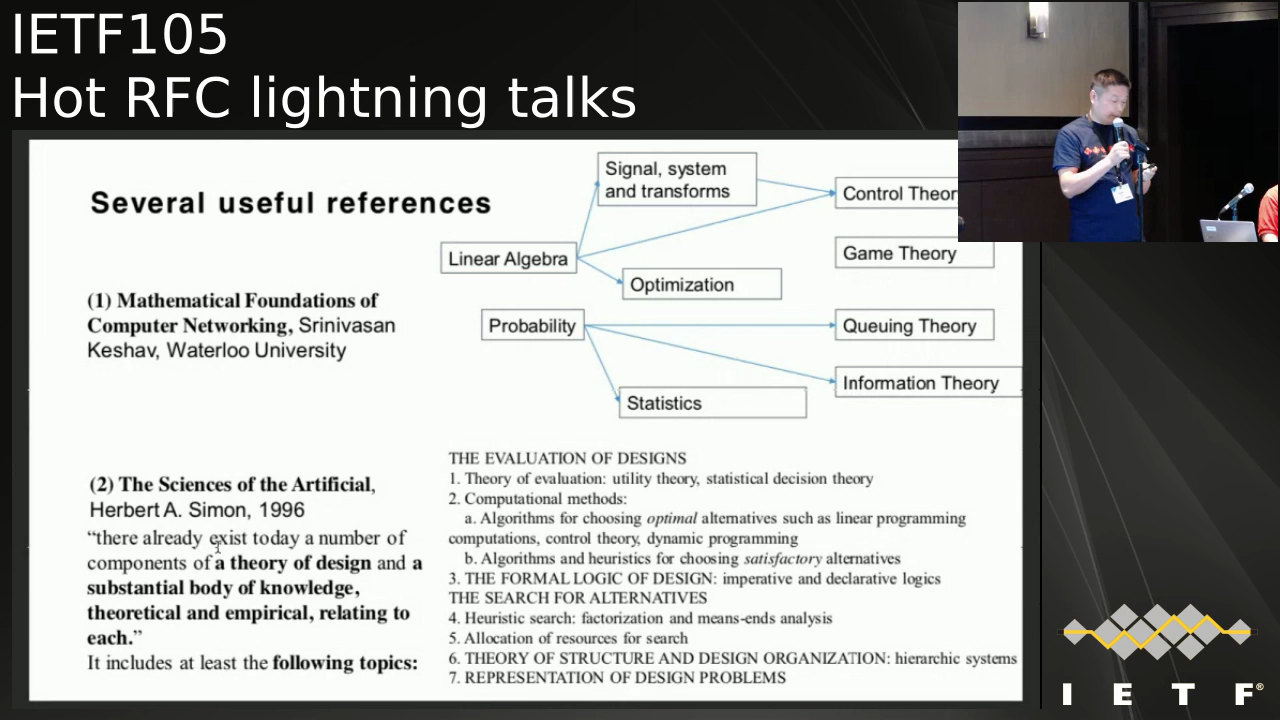 IETF105
Hot RFC lightning talks
Several useful references
Signal, system
and transforms
Control Theor
Linear Algebra
Game Theory
Optimization
Probability
Queuing Theory
Information Theory
Statistics
(1) Mathematical Foundations of
Computer Networking, Srinivasan
Keshav, Waterloo University
(2) The Sciences of the Artificial,
Herbert A. Simon, 1996
“there already exist today a number of
components of a theory of design and a
substantial body of knowledge,
theoretical and empirical, relating to
each.”
It includes at least the following topics:
THE EVALUATION OF DESIGNS
1. Theory of evaluation: utility theory, statistical decision theory
2. Computational methods:
a. Algorithms for choosing optimal alternatives such as linear programming
computations, control theory, dynamic programming
b. Algorithms and heuristics for choosing satisfactory alternatives
3. THE FORMAL LOGIC OF DESIGN: imperative and declarative logics
THE SEARCH FOR ALTERNATIVES
4. Heuristic search: factorization and means-ends analysis
5. Allocation of resources for search
6. THEORY OF STRUCTURE AND DESIGN ORGANIZATION: hierarchic systems
7. REPRESENTATION OF DESIGN PROBLEMS
I E T F®